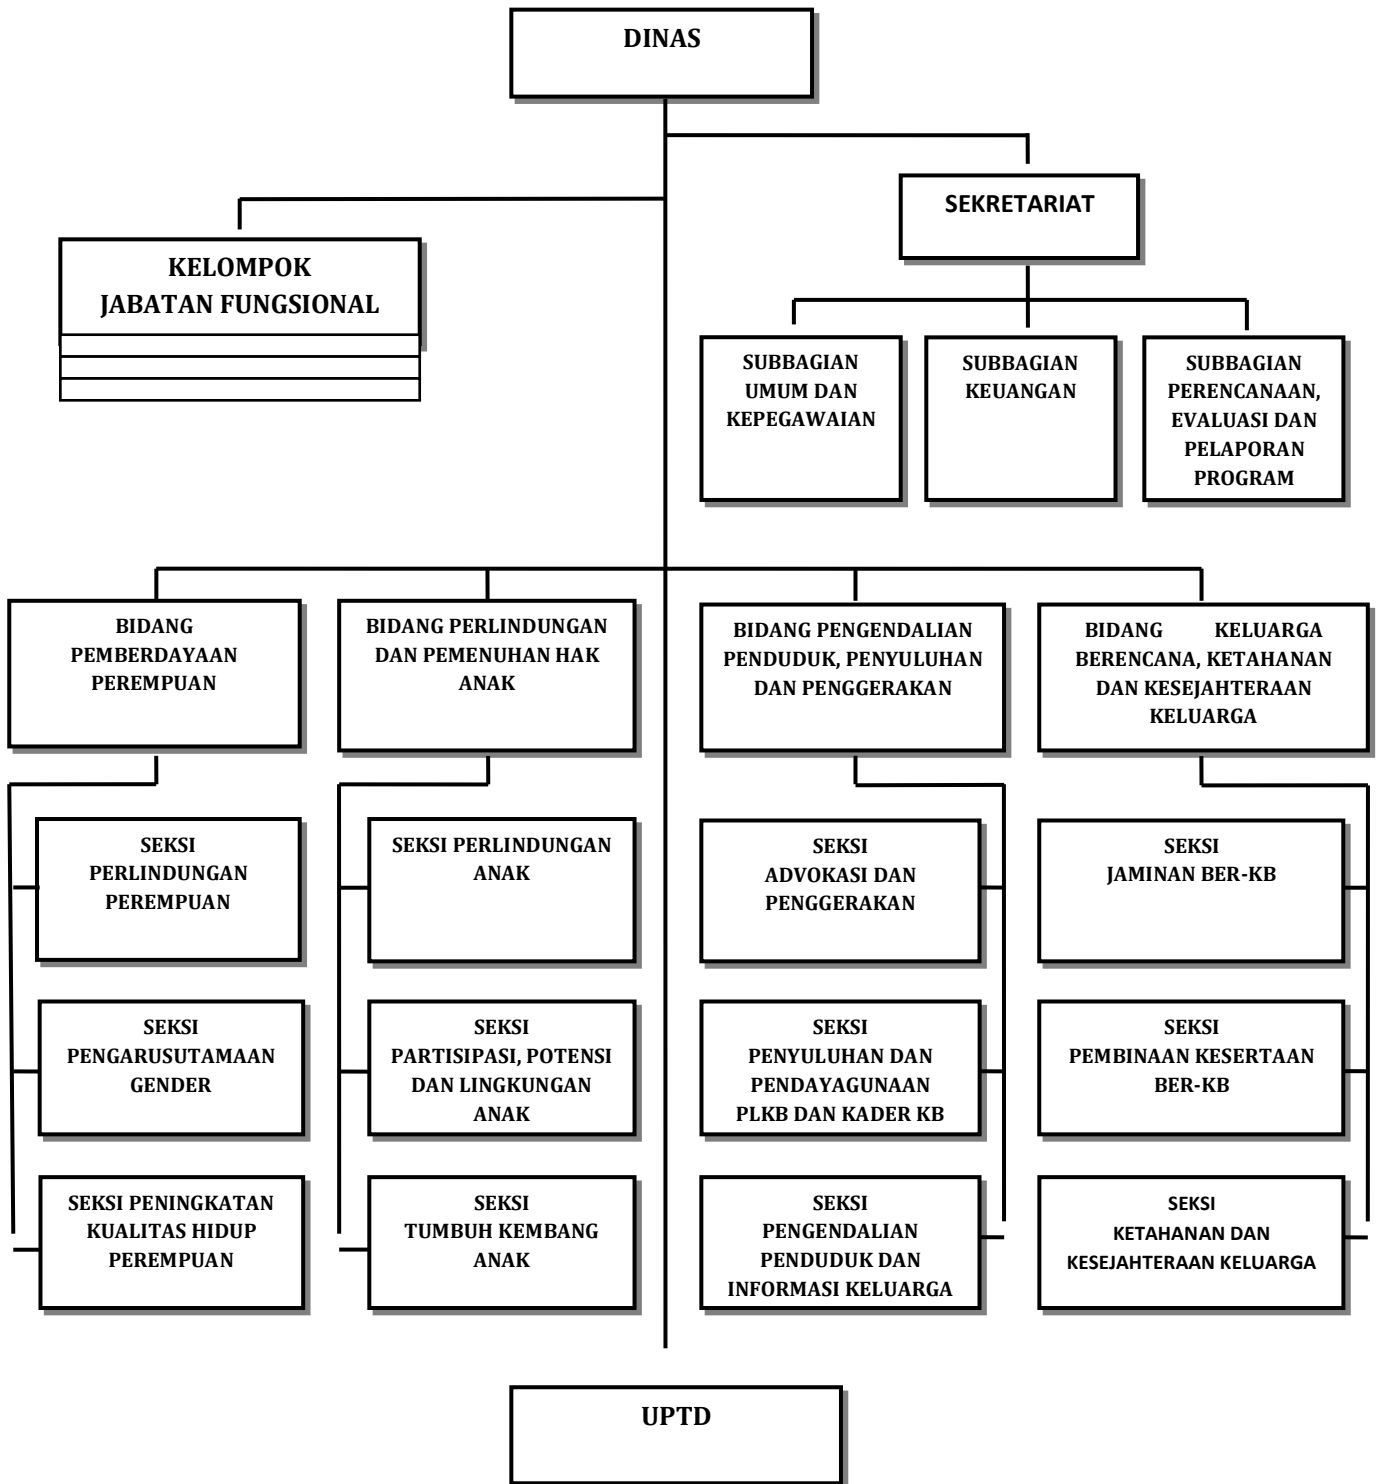 DINAS
SEKRETARIAT
KELOMPOK
JABATAN FUNGSIONAL
SUBBAGIAN
UMUM DAN
KEPEGAWAIAN
SUBBAGIAN
KEUANGAN
SUBBAGIAN
PERENCANAAN,
EVALUASI DAN
PELAPORAN
PROGRAM
BIDANG
PEMBERDAYAAN
PEREMPUAN
BIDANG PERLINDUNGAN
DAN PEMENUHAN HAK
ANAK
BIDANG PENGENDALIAN
PENDUDUK, PENYULUHAN
DAN PENGGERAKAN
BIDANG KELUARGA
BERENCANA, KETAHANAN
DAN KESEJAHTERAAN
KELUARGA
SEKSI
PERLINDUNGAN
PEREMPUAN
SEKSI PERLINDUNGAN
ANAK
SEKSI
ADVOKASI DAN
PENGGERAKAN
SEKSI
JAMINAN BER-KB
SEKSI
PENGARUSUTAMAAN
GENDER
SEKSI
PARTISIPASI, POTENSI
DAN LINGKUNGAN
ANAK
SEKSI
PENYULUHAN DAN
PENDAYAGUNAAN
PLKB DAN KADER KB
SEKSI
PEMBINAAN KESERTAAN
BER-KB
SEKSI PENINGKATAN
KUALITAS HIDUP
PEREMPUAN
SEKSI
TUMBUH KEMBANG
ANAK
SEKSI
PENGENDALIAN
PENDUDUK DAN
INFORMASI KELUARGA
SEKSI
KETAHANAN DAN
KESEJAHTERAAN KELUARGA
UPTD